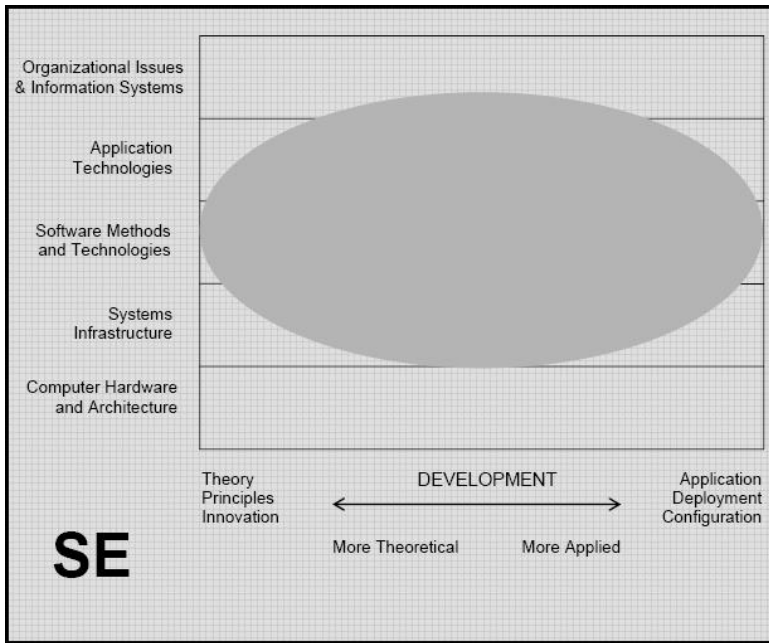 Organizational Issues
& Information Systems
Application
Technologies
Software Methods
and Technologies
Systems
Infrastructure
Computer Hardware
and Architecture
Theory
Principles
Innovation
DEVELOPMENT
Application
Deployment
Configuration
More Theoretical
More Applied
SE